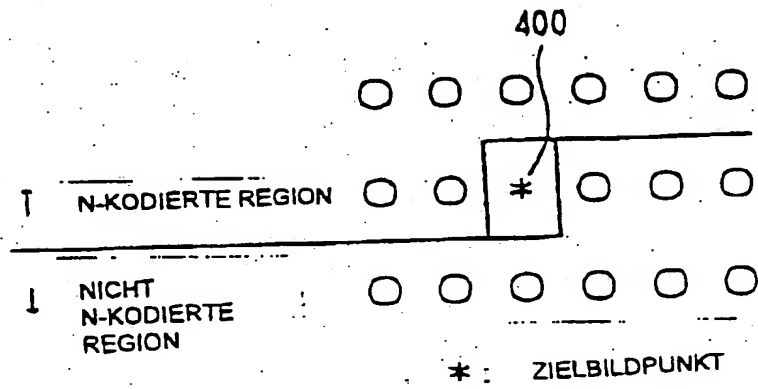 400
↑ N-KODIERTE REGION
*
↓ NICHT
N-KODIERTE
REGION
* : ZIELBILDPUNKT